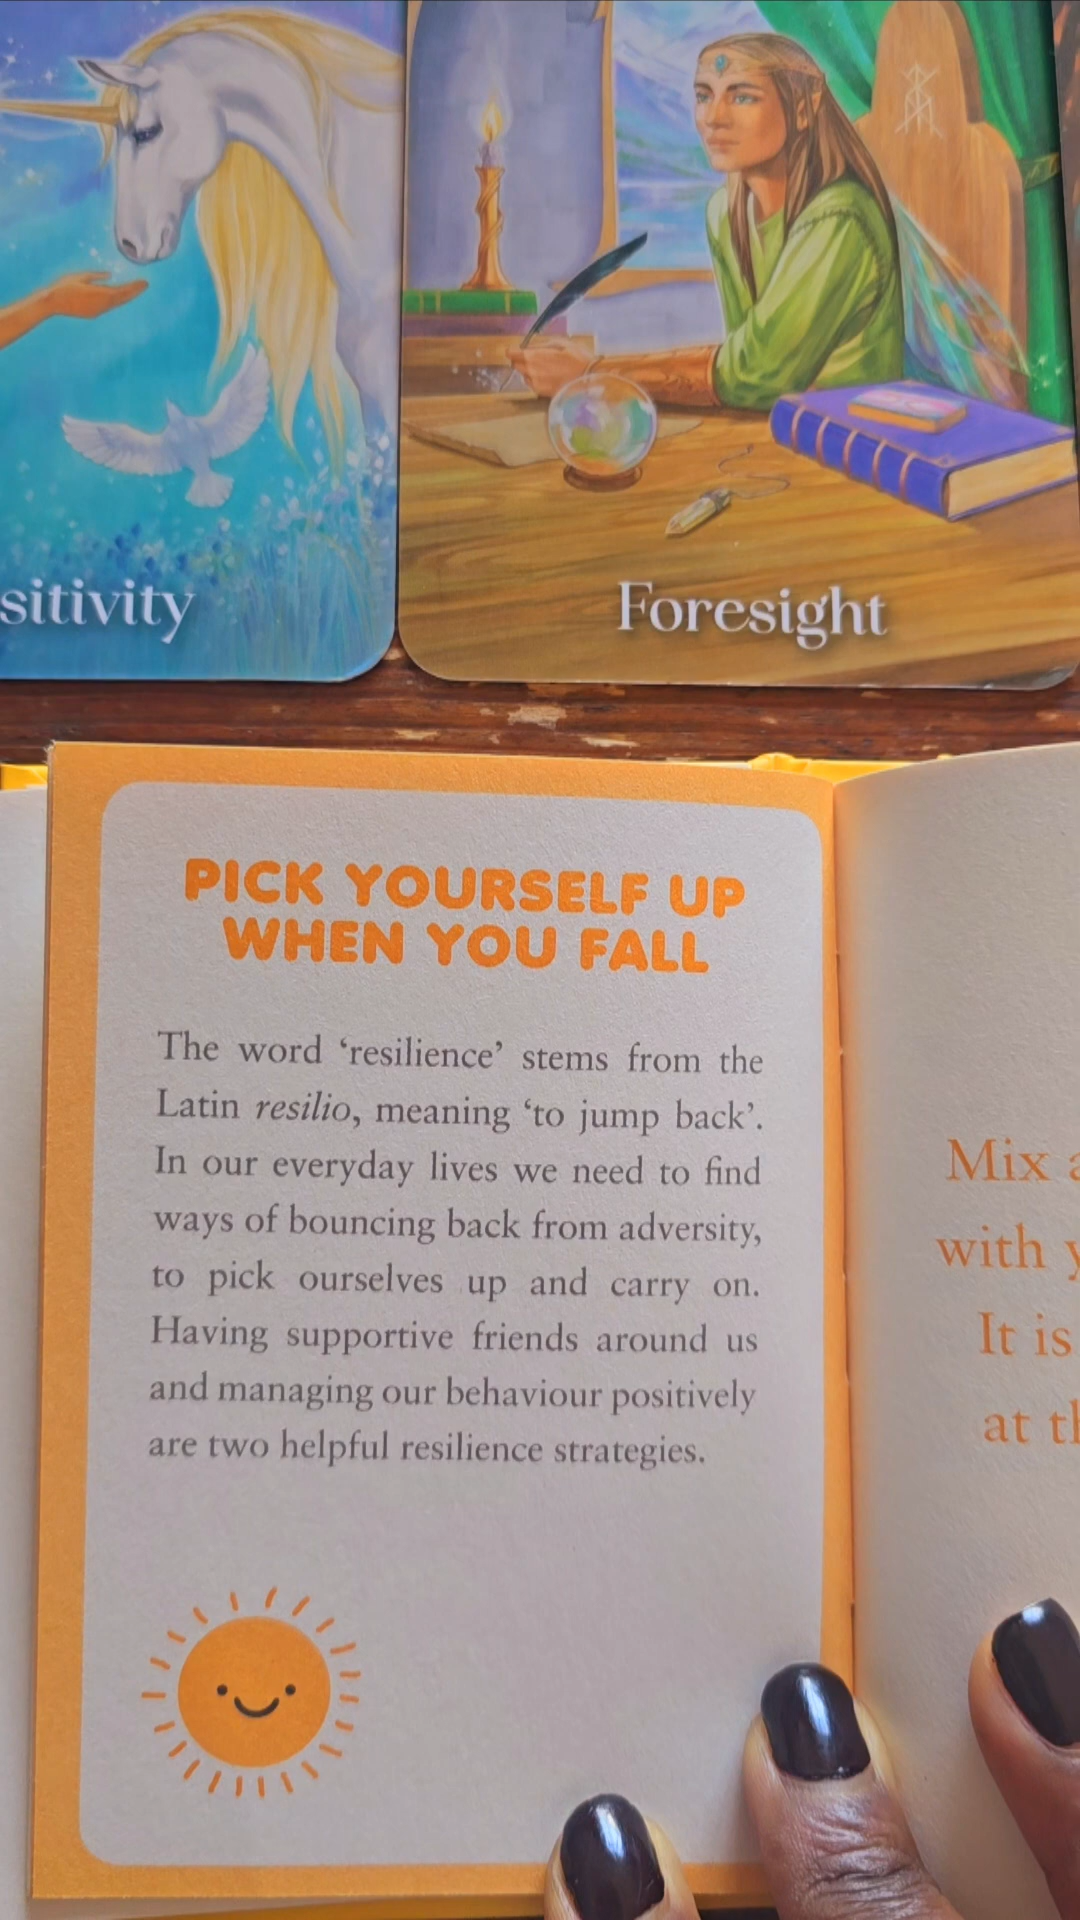 sitivity
Foresight
PICK YOURSELF UP
WHEN YOU FALL
The word ‘resilience’ stems from the
Latin resilio, meaning ‘to jump back’.
In our everyday lives we need to find
ways of bouncing back from adversity,
to pick ourselves up and carry on.
Having supportive friends around us
and managing our behaviour positively
are two helpful resilience strategies.
Mix
with
It is
at